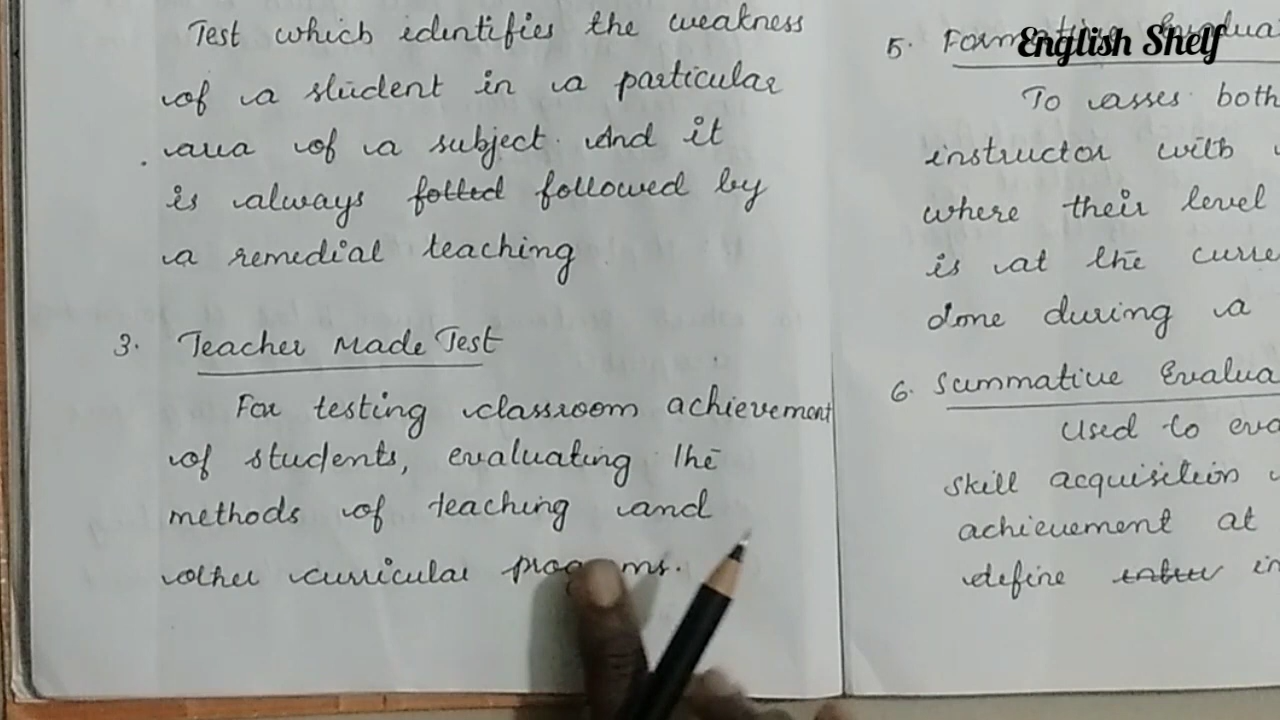 Test which identifies the weakness
of a student in a particular
area of a subject. And it
is always followed by
a remedial teaching
3. Teacher Made Test
For testing classroom achievement
of students, evaluating the
methods of teaching and
other curricular
5.
English Shelf
To asses both
instructor with
where their level
is at the
done during a
6. Summative
Used to
skill acquisition
achievement at
define